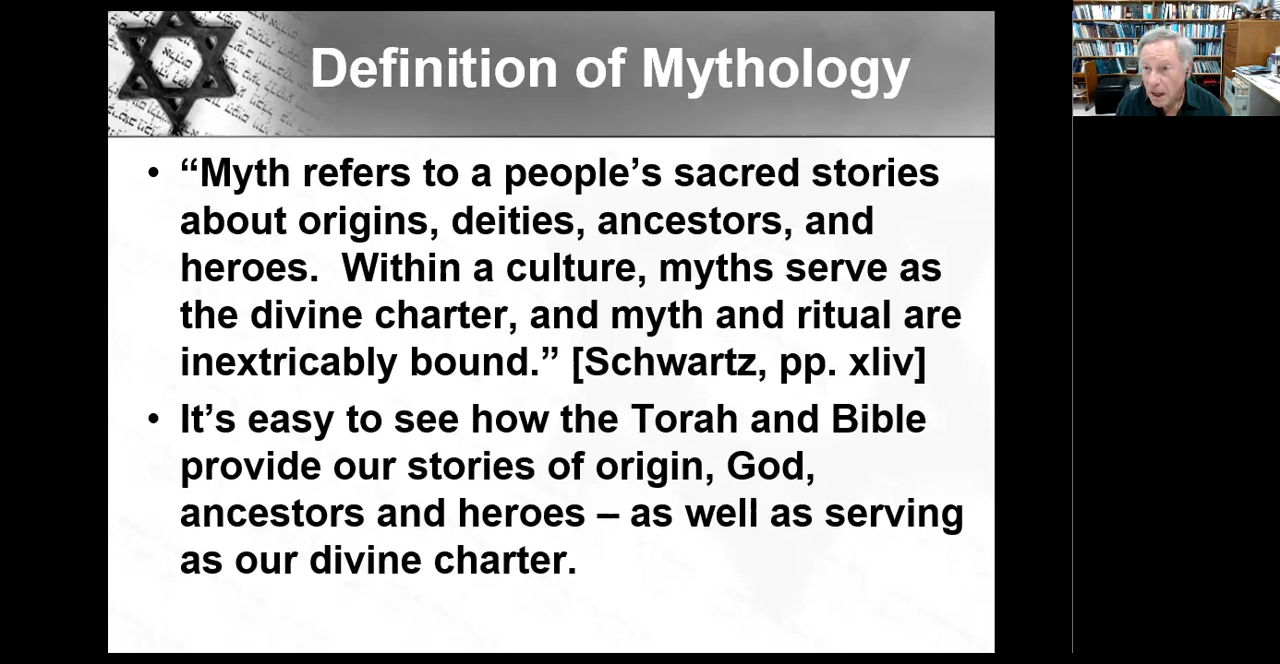 Definition of Mythology
• “Myth refers to a people’s sacred stories
about origins, deities, ancestors, and
heroes.  Within a culture, myths serve as
the divine charter, and myth and ritual are
inextricably bound.” [Schwartz, pp. xliv]
• It’s easy to see how the Torah and Bible
provide our stories of origin, God,
ancestors and heroes – as well as serving
as our divine charter.